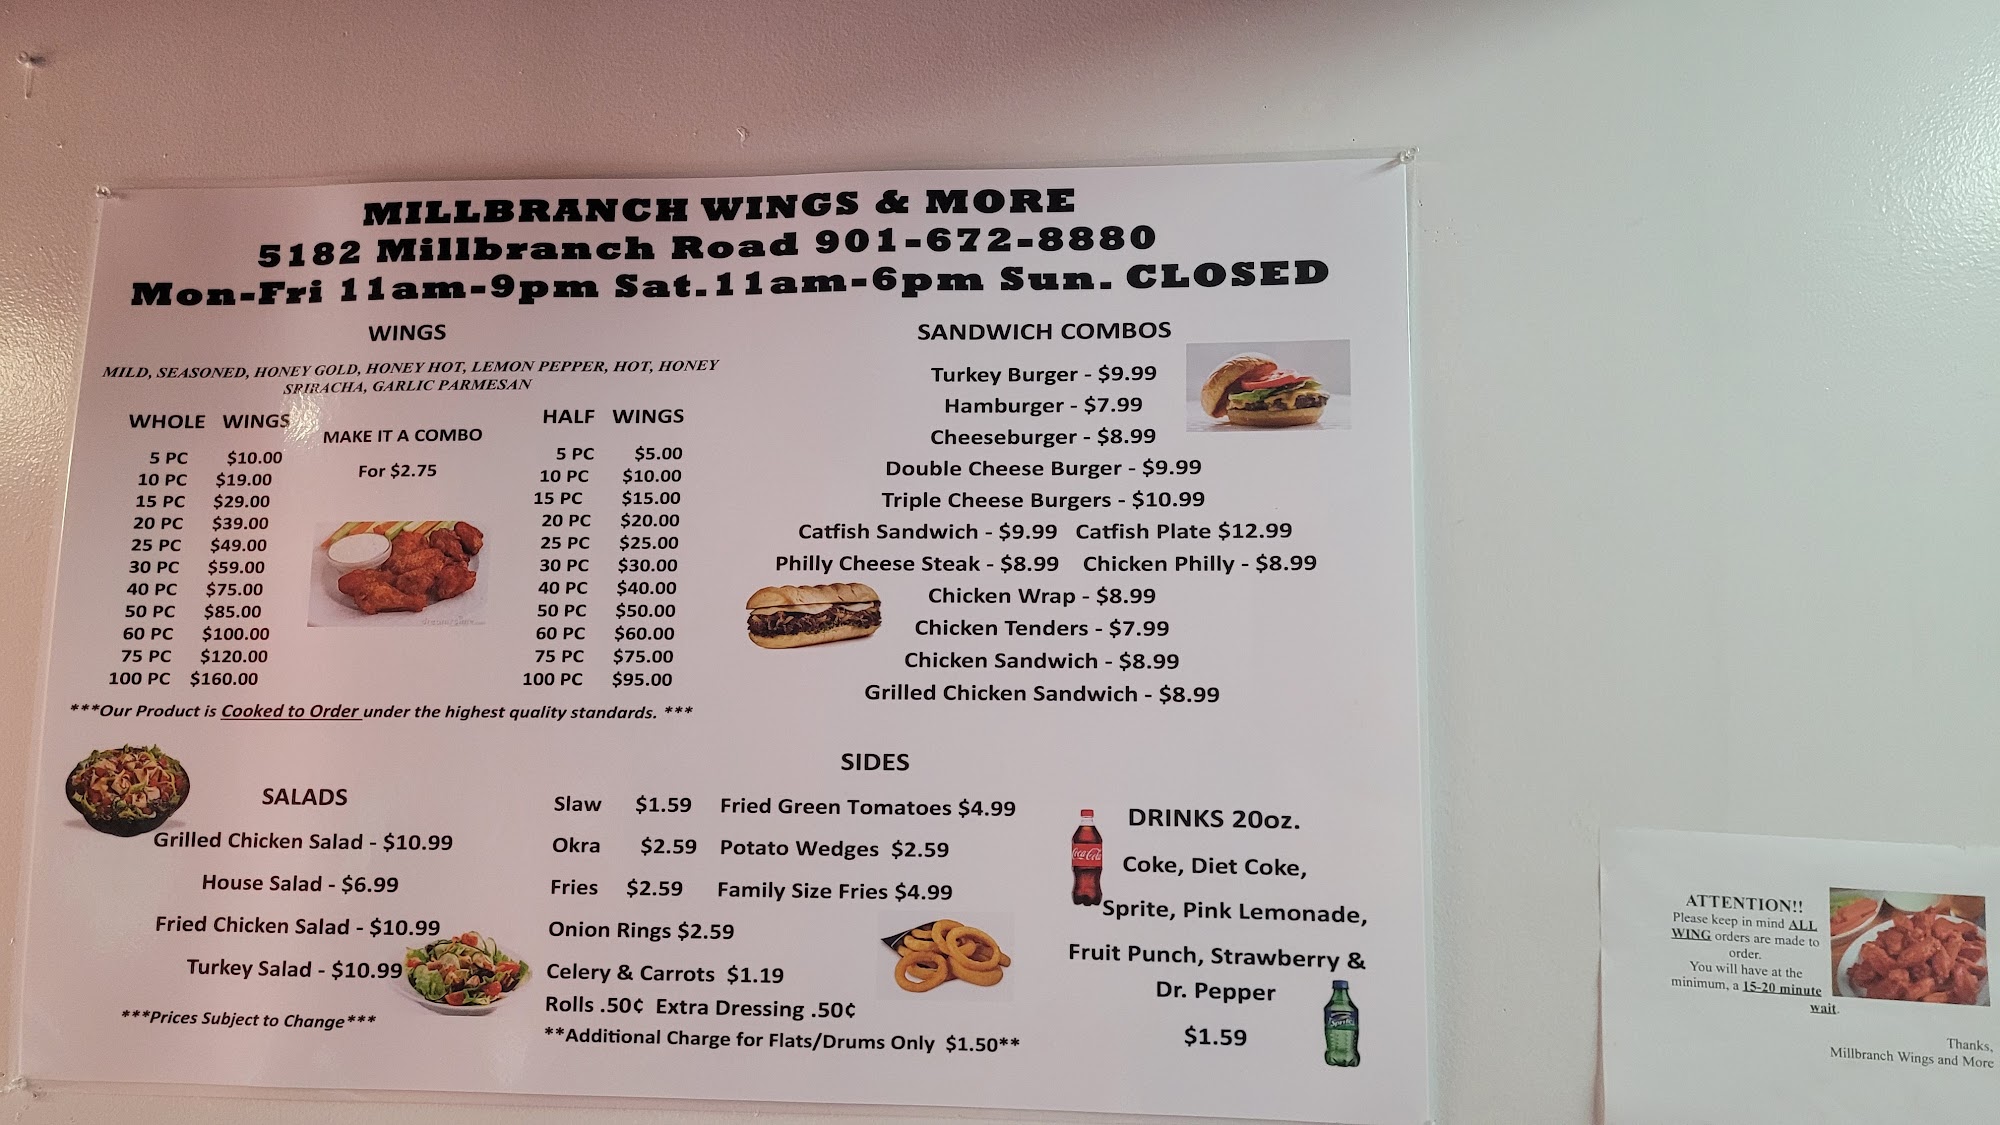 MILLBRANCH WINGS & MORE
5182 Millbranch Road 901-672-8880
Mon-Fri 11am-9pm Sat.11am-6pm Sun. CLOSED
WINGS
MILD, SEASONED, HONEY GOLD, HONEY HOT, LEMON PEPPER, HOT, HONEY
SRIRACHA, GARLIC PARMESAN
WHOLE WINGS
5 PC $10.00
10 PC $19.00
15 PC $29.00
20 PC $39.00
25 PC $49.00
30 PC $59.00
40 PC $75.00
50 PC $85.00
60 PC $100.00
75 PC $120.00
100 PC $160.00
MAKE IT A COMBO
For $2.75
HALF WINGS
5 PC $5.00
10 PC $10.00
15 PC $15.00
20 PC $20.00
25 PC $25.00
30 PC $30.00
40 PC $40.00
50 PC $50.00
60 PC $60.00
75 PC $75.00
100 PC $95.00
***Our Product is Cooked to Order under the highest quality standards. ***
SANDWICH COMBOS
Turkey Burger - $9.99
Hamburger - $7.99
Cheeseburger - $8.99
Double Cheese Burger - $9.99
Triple Cheese Burgers - $10.99
Catfish Sandwich - $9.99 Catfish Plate $12.99
Philly Cheese Steak - $8.99 Chicken Philly - $8.99
Chicken Wrap - $8.99
Chicken Tenders - $7.99
Chicken Sandwich - $8.99
Grilled Chicken Sandwich - $8.99
SALADS
Grilled Chicken Salad - $10.99
House Salad - $6.99
Fried Chicken Salad - $10.99
Turkey Salad - $10.99
***Prices Subject to Change***
SIDES
Slaw $1.59 Fried Green Tomatoes $4.99
Okra $2.59 Potato Wedges $2.59
Fries $2.59 Family Size Fries $4.99
Onion Rings $2.59
Celery & Carrots $1.19
Rolls .50¢ Extra Dressing .50¢
**Additional Charge for Flats/Drums Only $1.50**
DRINKS 20oz.
Coke, Diet Coke,
Sprite, Pink Lemonade,
Fruit Punch, Strawberry &
Dr. Pepper
$1.59
Coca-Cola
Sprite
ATTENTION!!
Please keep in mind ALL
WING orders are made to
order.
You will have at the
minimum, a 15-20 minute
wait.
Thanks,
Millbranch Wings and More